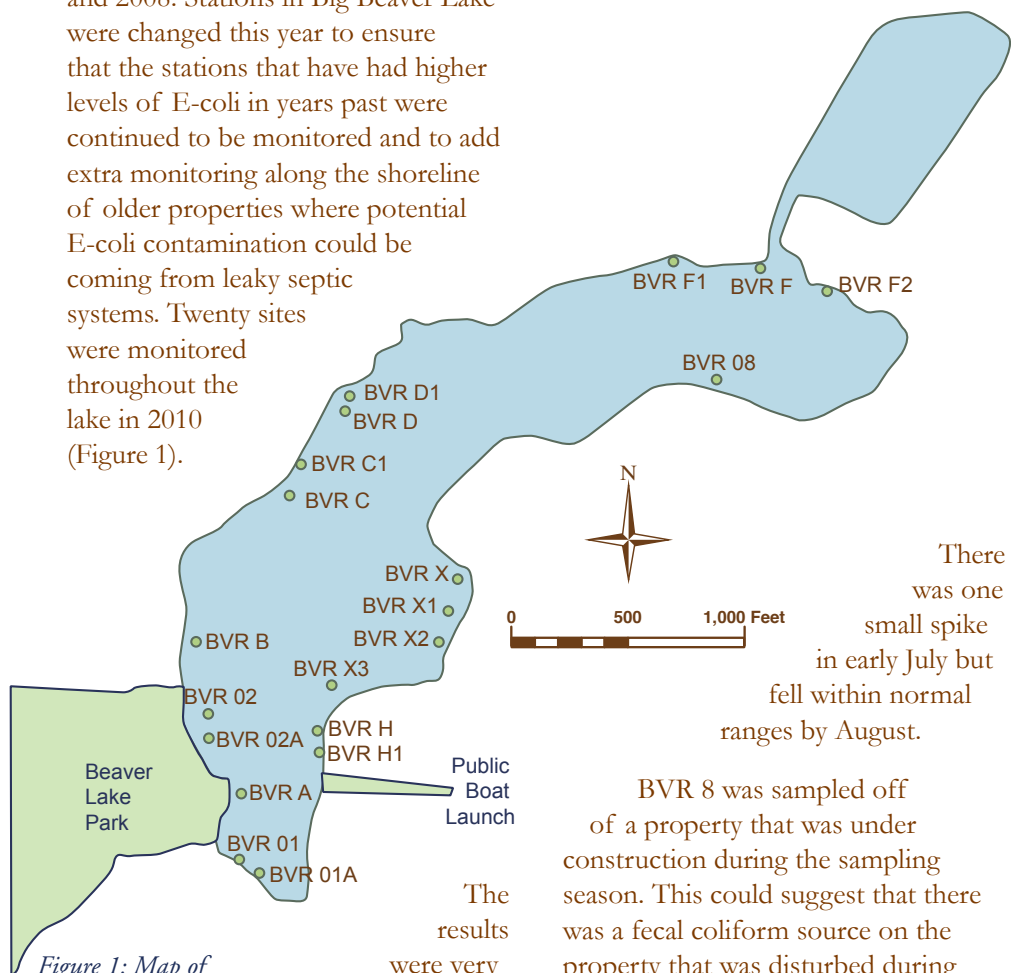 and 2008. Stations in Big Beaver Lake
were changed this year to ensure
that the stations that have had higher
levels of E-coli in years past were
continued to be monitored and to add
extra monitoring along the shoreline
of older properties where potential
E-coli contamination could be
coming from leaky septic
systems. Twenty sites
were monitored
throughout the
lake in 2010
(Figure 1).
BVR F1
BVR F
BVR F2
BVR 08
BVR D1
BVR D
BVR C1
BVR C
BVR X
BVR X1
BVR X2
BVR B
BVR X3
BVR 02
BVR 02A
BVR H
BVR H1
BVR A
BVR 01
BVR 01A
Beaver
Lake
Park
Public
Boat
Launch
N
0 500 1,000 Feet
Figure 1: Map of
The
results
were very
There
was one
small spike
in early July but
fell within normal
ranges by August.
BVR 8 was sampled off
of a property that was under
construction during the sampling
season. This could suggest that there
was a fecal coliform source on the
property that was disturbed during